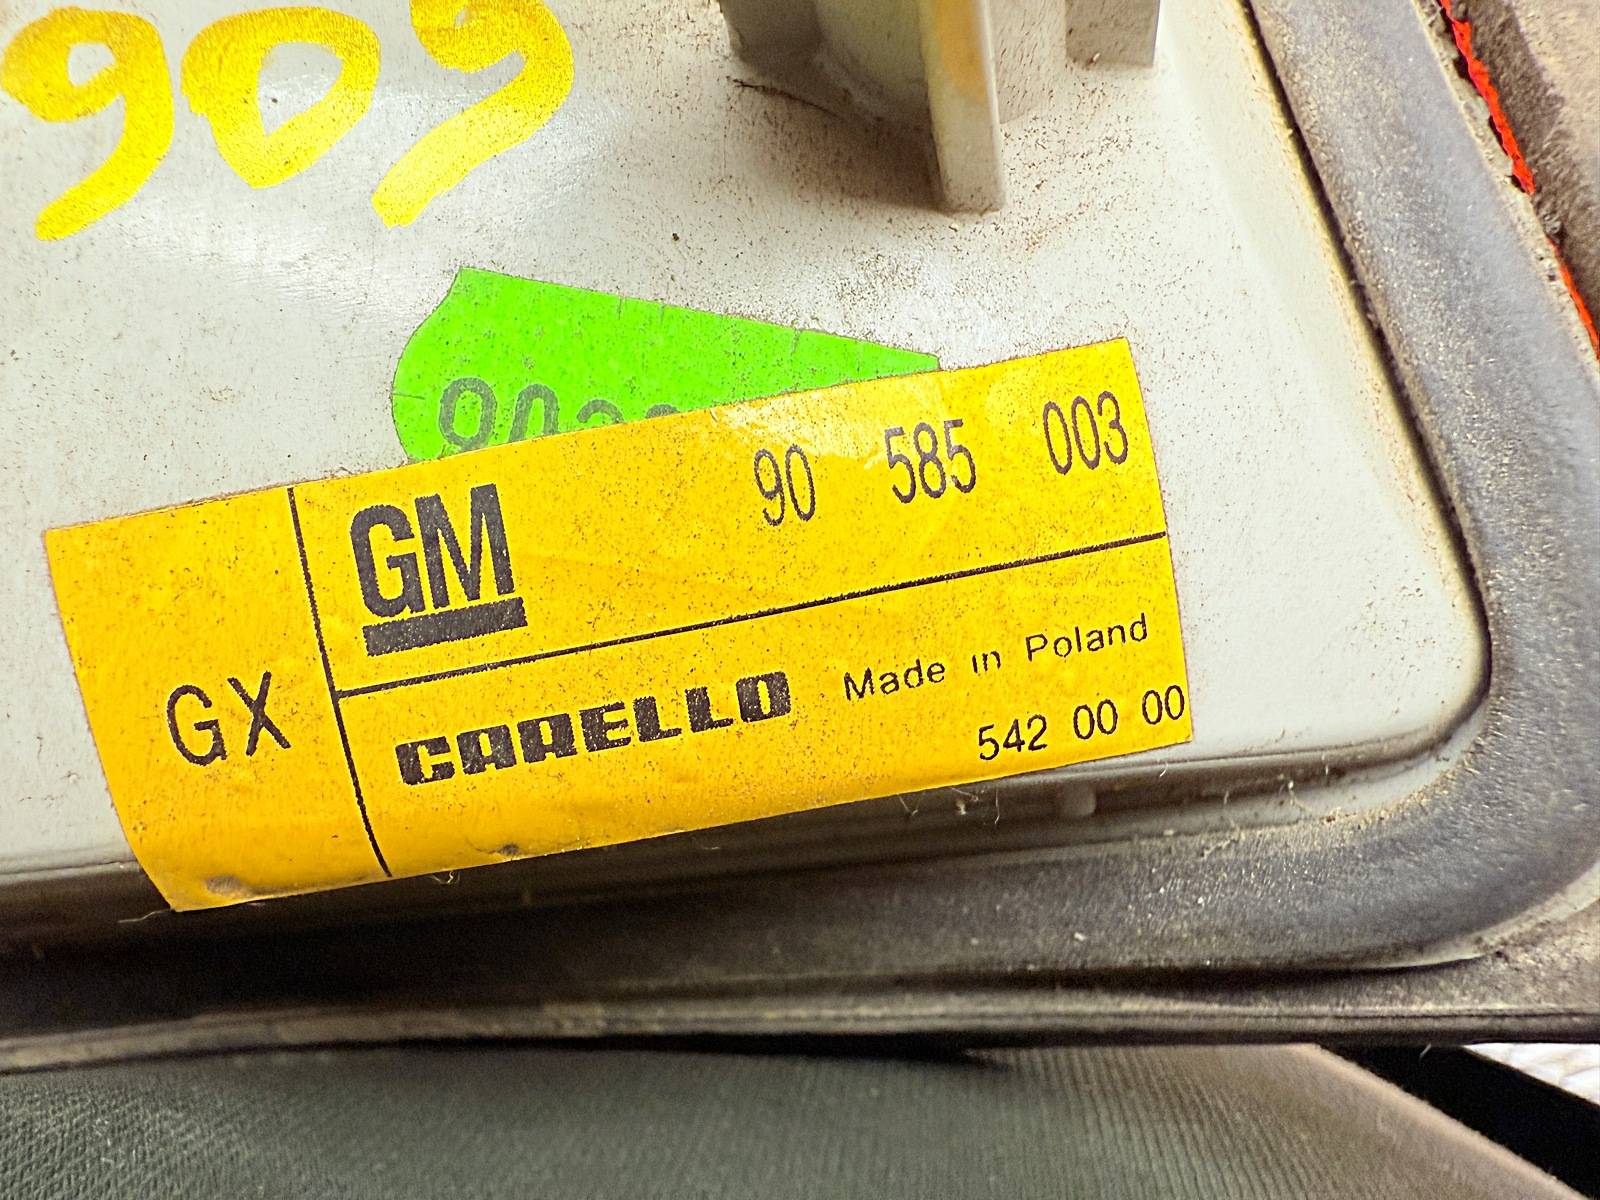 909
GM 90 585 003
GX
CARELLO Made in Poland
542 00 00